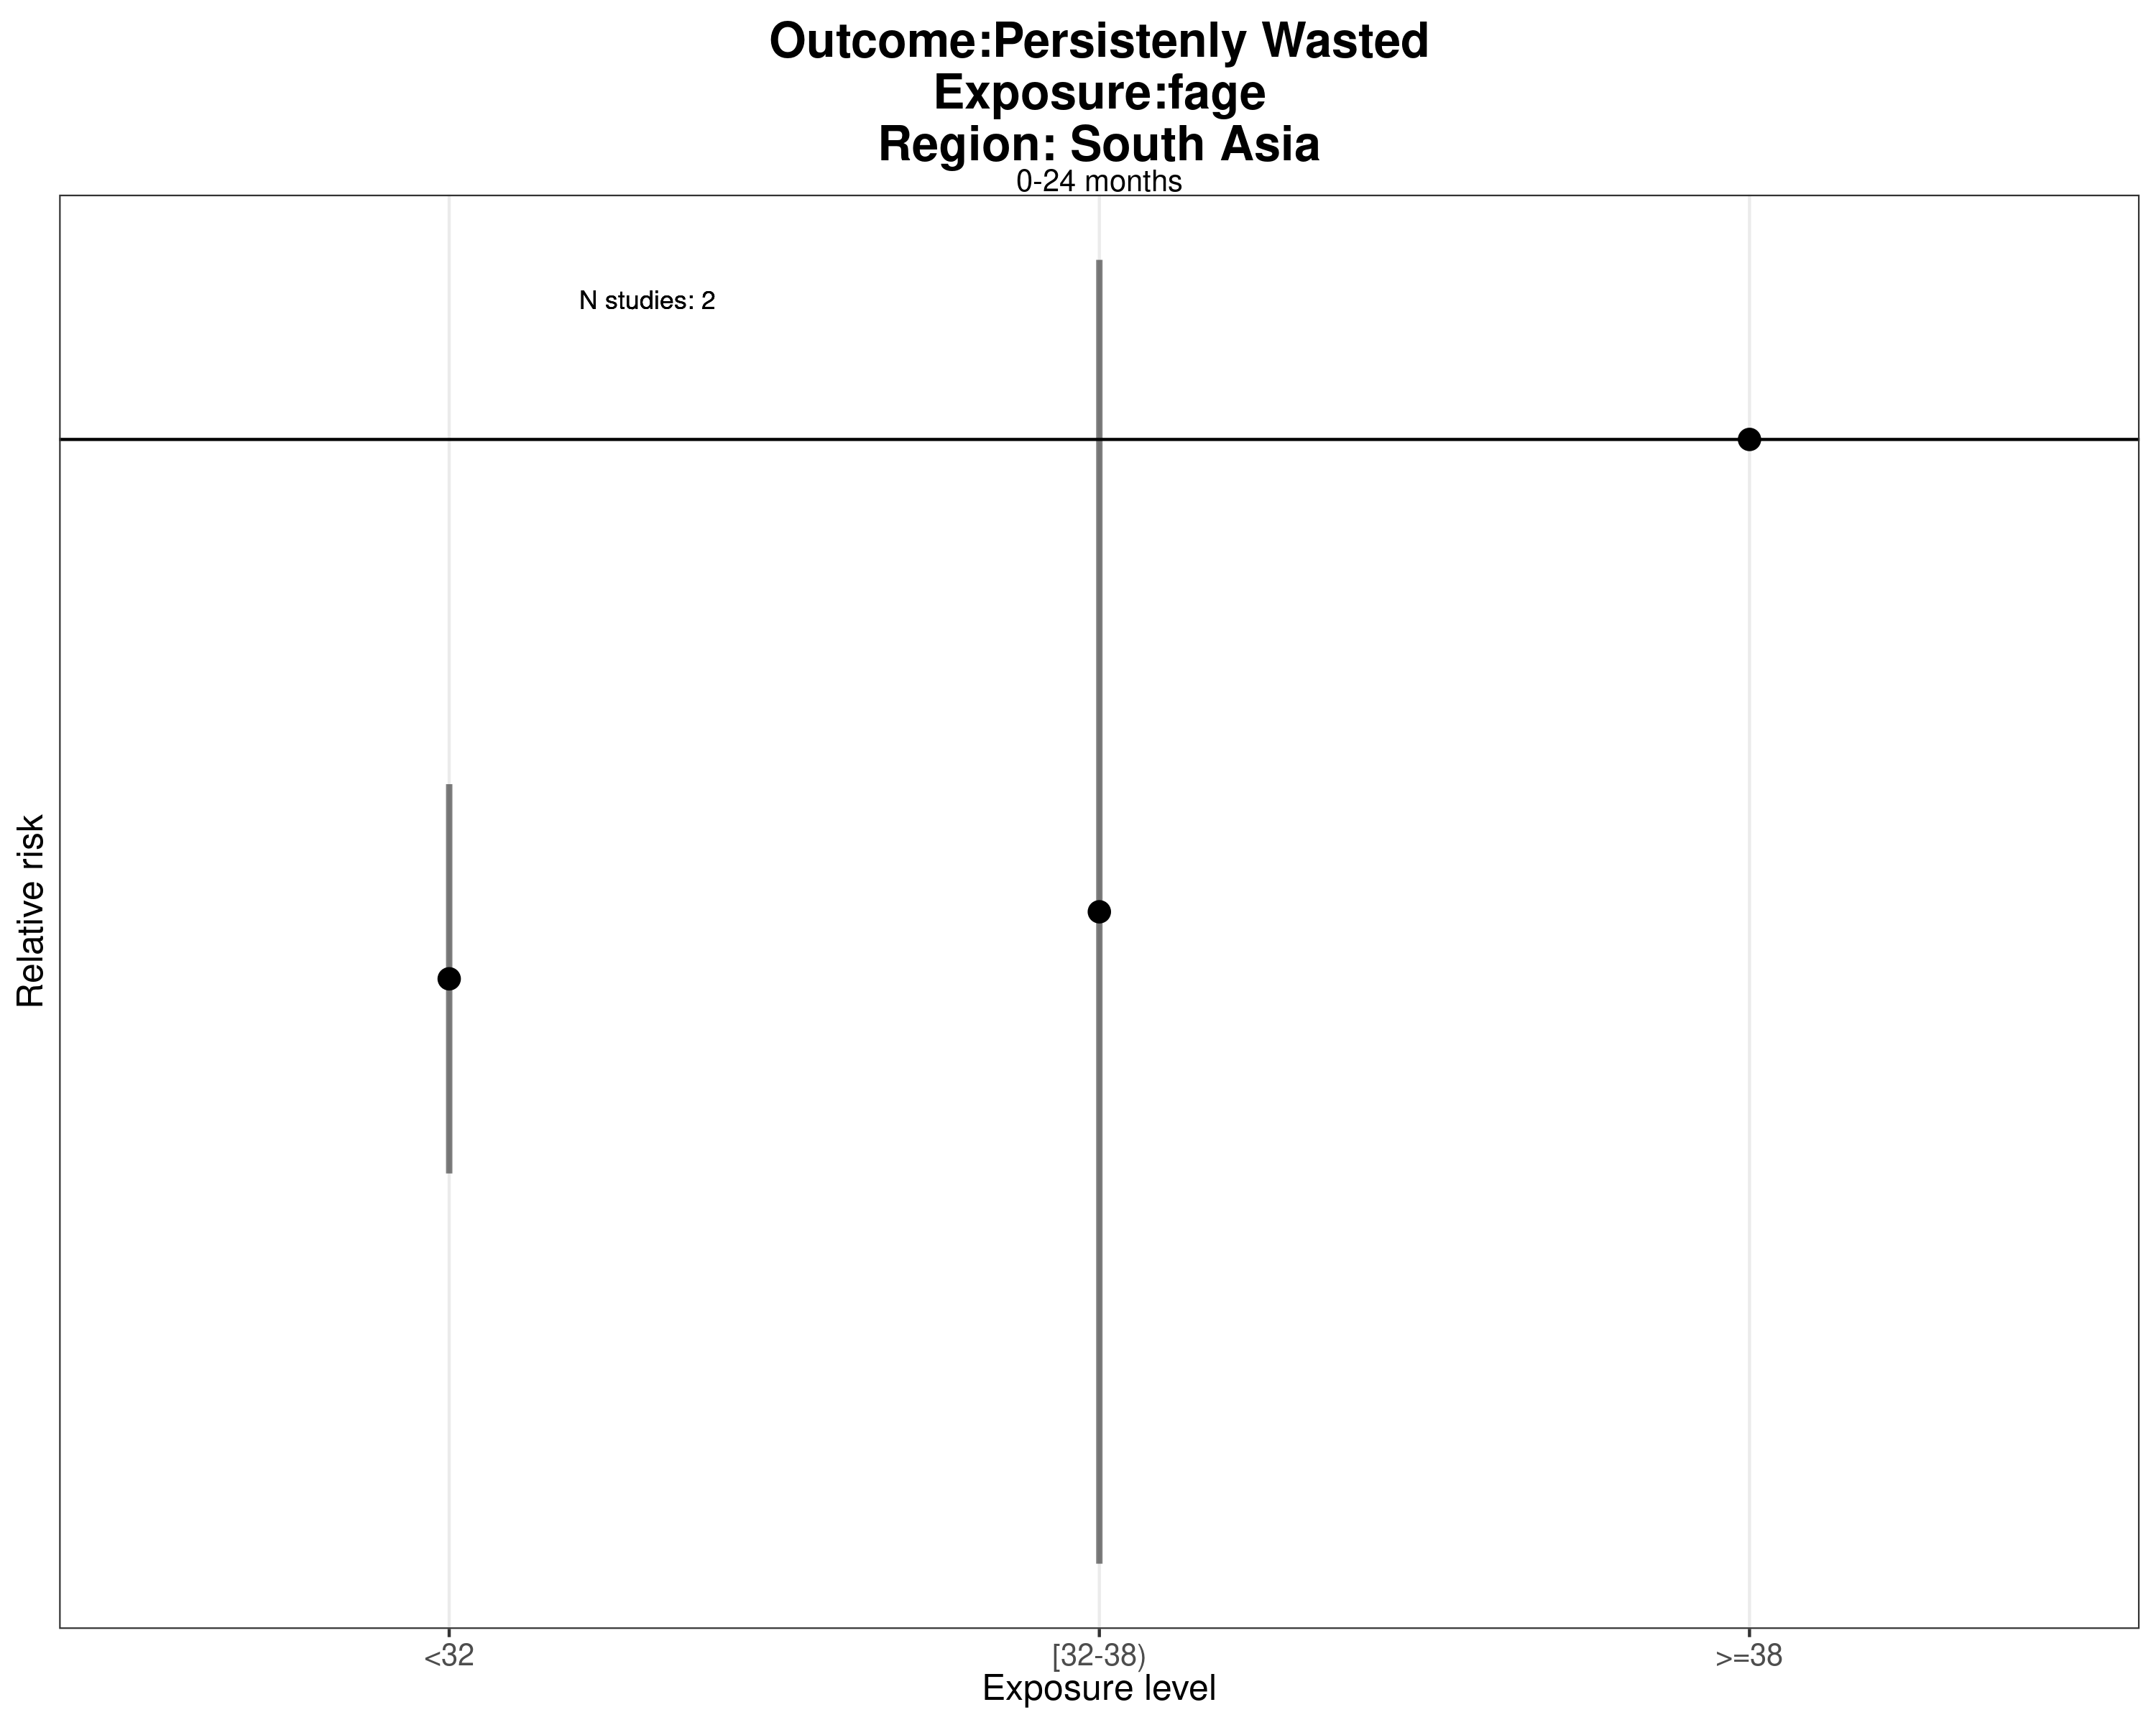 Outcome:Persistenly Wasted
Exposure:fage
Region: South Asia
0-24 months
N studies: 2
Relative risk
<32
[32-38)
>=38
Exposure level